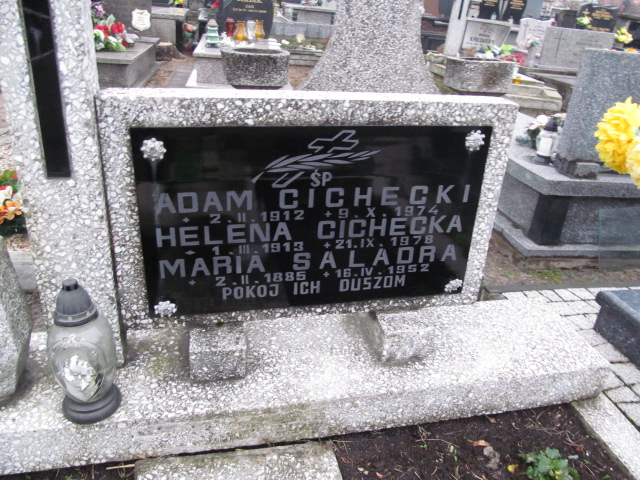 ŚP
ADAM CICHECKI
+ 2.II.1912 +9.X.1974
HELENA CICHECKA
+ 1.III.1913 +21.IX.1978
MARIA SALADRA
+ 2.II.1885 +16.IV.1952
POKÓJ ICH DUSZOM